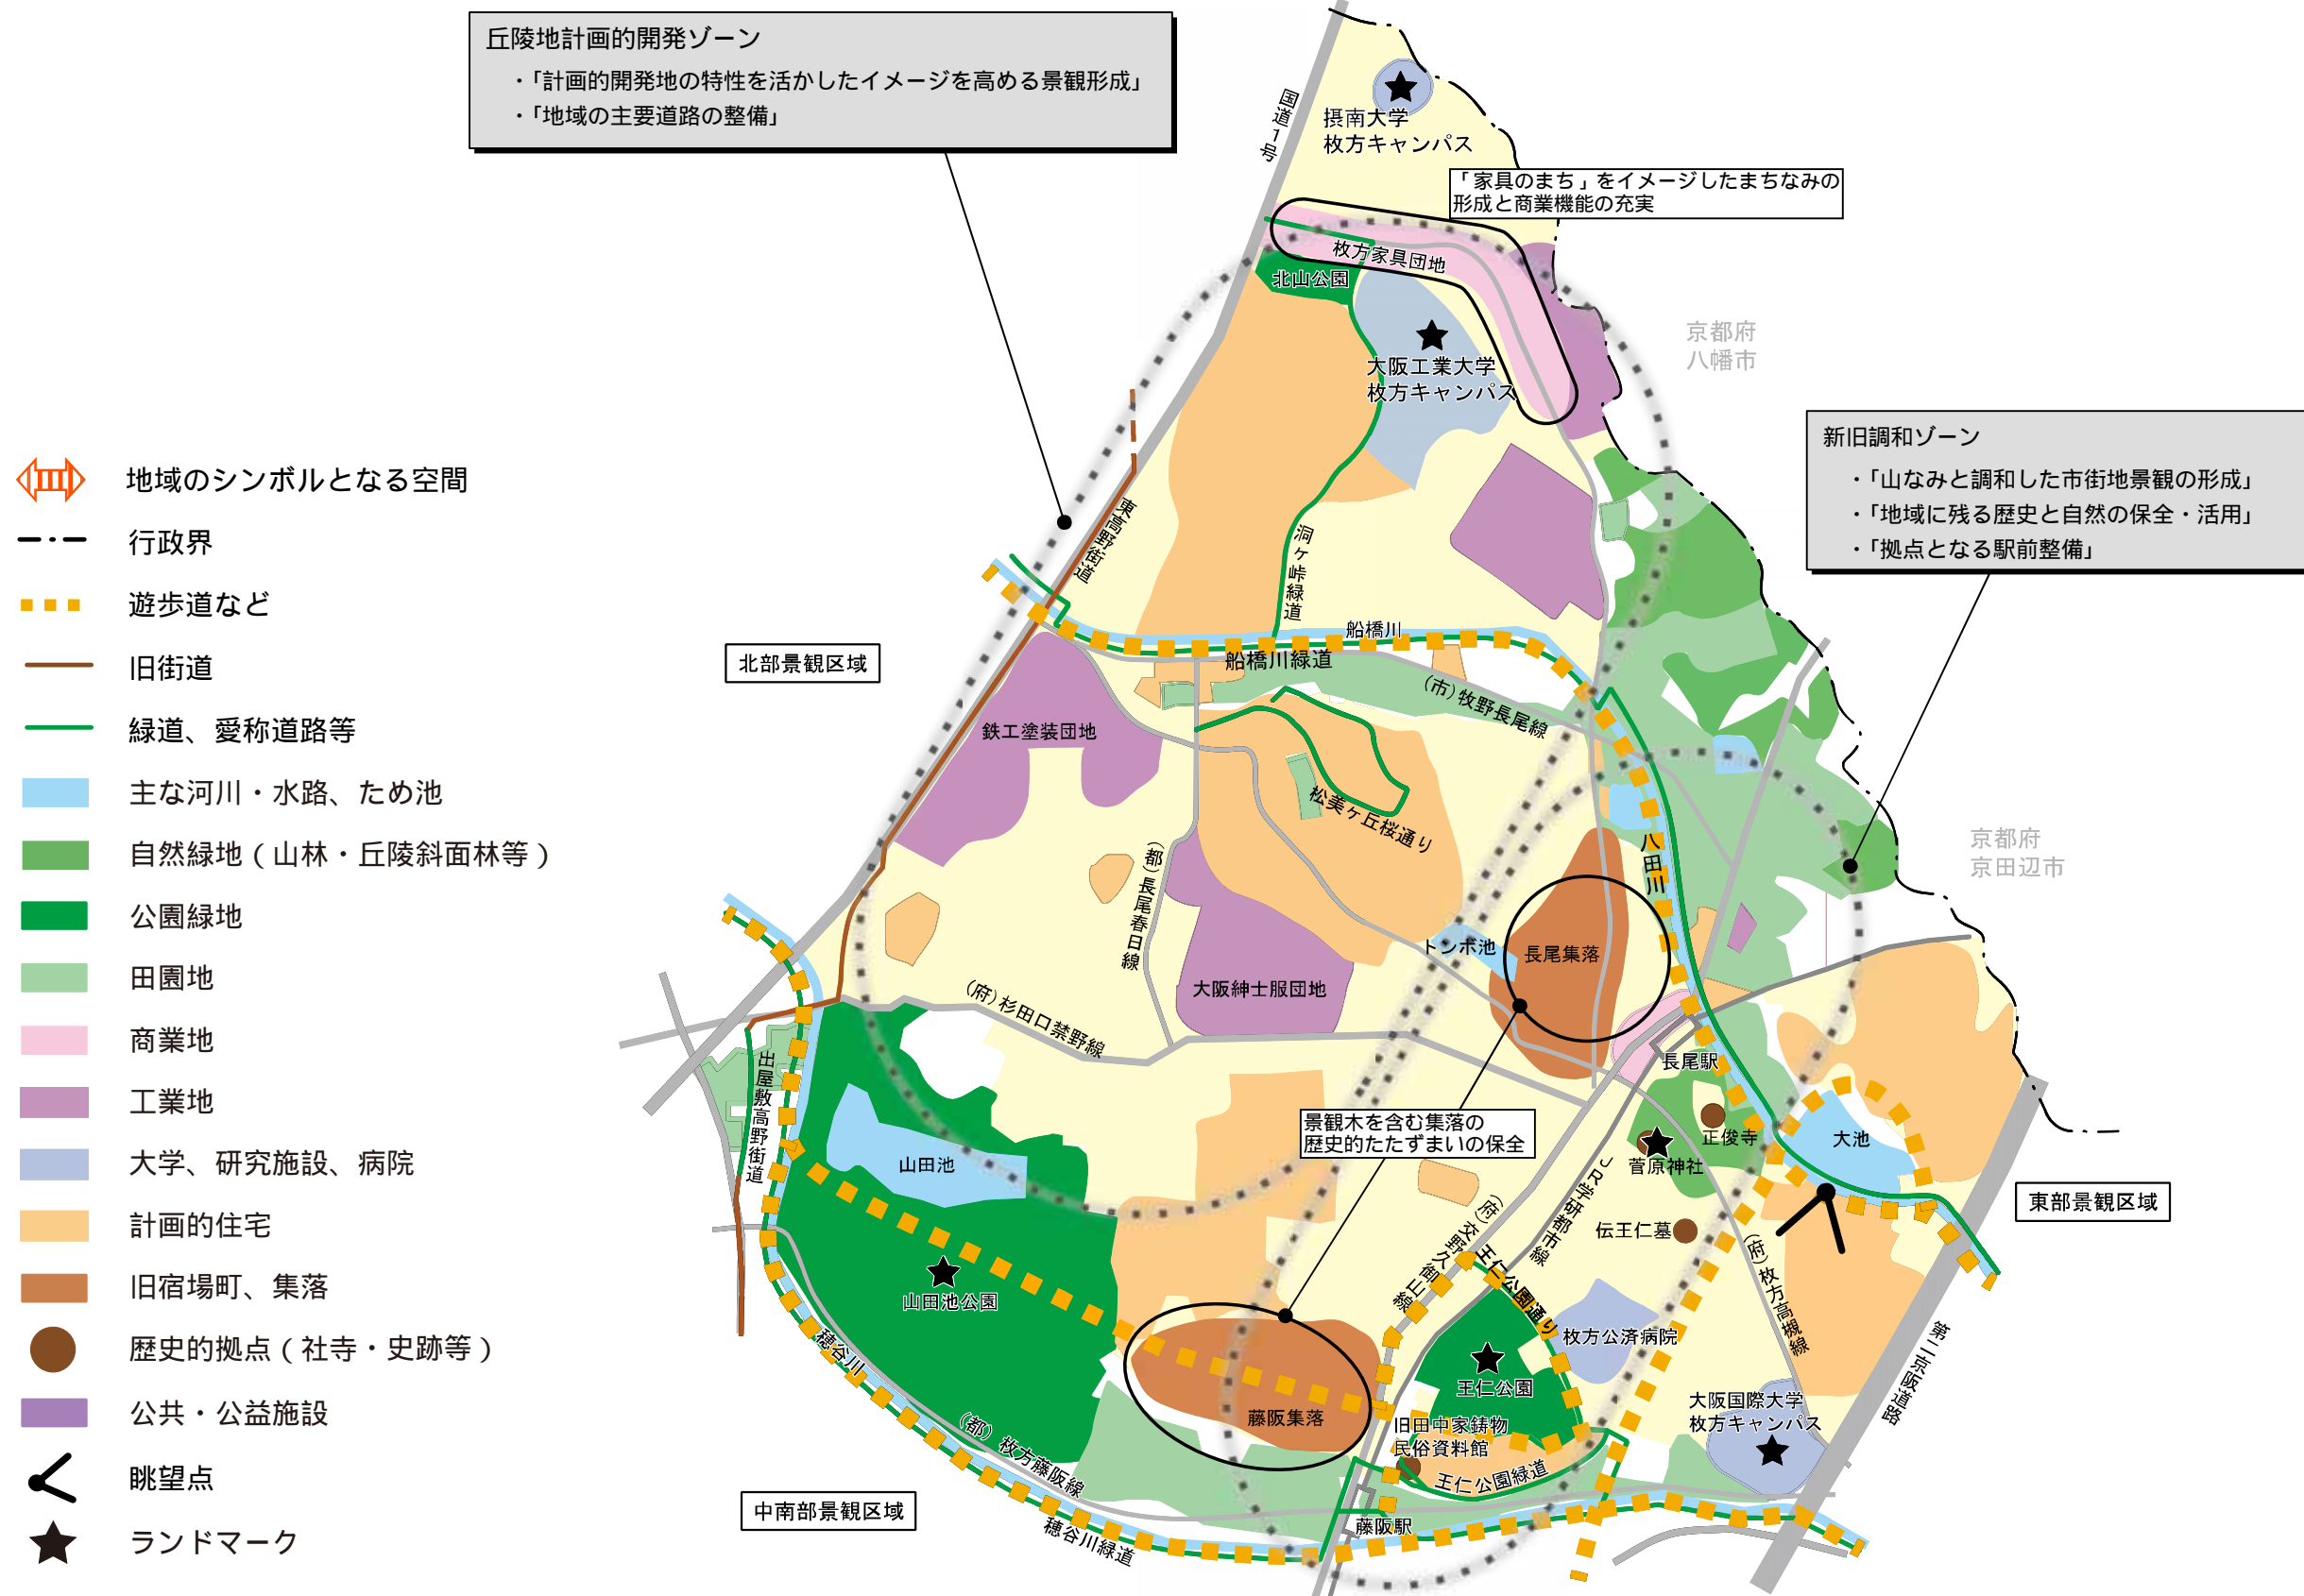 丘陵地計画的開発ゾーン
・「計画的開発地の特性を活かしたイメージを高める景観形成」
・「地域の主要道路の整備」
国道1号
摂南大学
枚方キャンパス
「家具のまち」をイメージしたまちなみの
形成と商業機能の充実
枚方家具団地
北山公園
大阪工業大学
枚方キャンパス
京都府
八幡市
新旧調和ゾーン
・「山なみと調和した市街地景観の形成」
・「地域に残る歴史と自然の保全・活用」
・「拠点となる駅前整備」
地域のシンボルとなる空間
行政界
遊歩道など
旧街道
緑道、愛称道路等
主な河川・水路、ため池
自然緑地（山林・丘陵斜面林等）
公園緑地
田園地
商業地
工業地
大学、研究施設、病院
計画的住宅
旧宿場町、集落
歴史的拠点（社寺・史跡等）
公共・公益施設
眺望点
ランドマーク
東高野街道
洞ヶ峠緑道
船橋川
船橋川緑道
北部景観区域
(市)牧野長尾線
鉄工塗装団地
松美ヶ丘桜通り
八田川
京都府
京田辺市
(都)長尾春日線
トンボ池
長尾集落
大阪紳士服団地
(府)杉田口禁野線
長尾駅
出屋敷高野街道
景観木を含む集落の
歴史的たたずまいの保全
正俊寺
大池
菅原神社
山田池
JR学研都市線
伝王仁墓
東部景観区域
(府)交野久御山線
王仁公園通り
(府)枚方高槻線
山田池公園
穂谷川
枚方公済病院
第二京阪道路
王仁公園
大阪国際大学
枚方キャンパス
藤阪集落
旧田中家鋳物
民俗資料館
王仁公園緑道
(都)枚方藤阪線
中南部景観区域
藤阪駅
穂谷川緑道